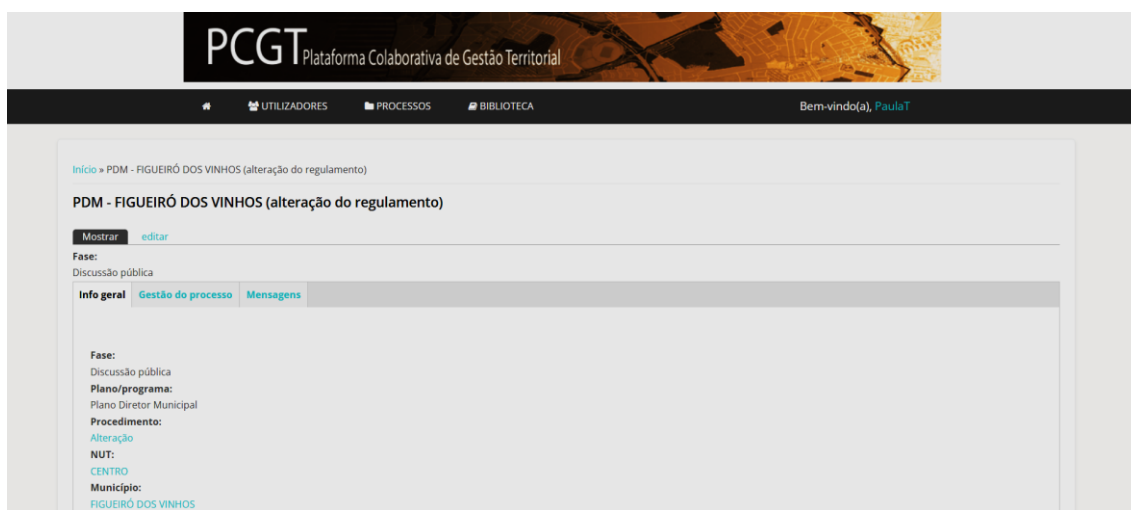 PCGT Plataforma Colaborativa de Gestão Territorial
UTILIZADORES PROCESSOS BIBLIOTECA Bem-vindo(a), PaulaT
Início » PDM - FIGUEIRÓ DOS VINHOS (alteração do regulamento)
PDM - FIGUEIRÓ DOS VINHOS (alteração do regulamento)
Mostrar editar
Fase:
Discussão pública
Info geral Gestão do processo Mensagens
Fase:
Discussão pública
Plano/programa:
Plano Diretor Municipal
Procedimento:
Alteração
NUT:
CENTRO
Município:
FIGUEIRÓ DOS VINHOS